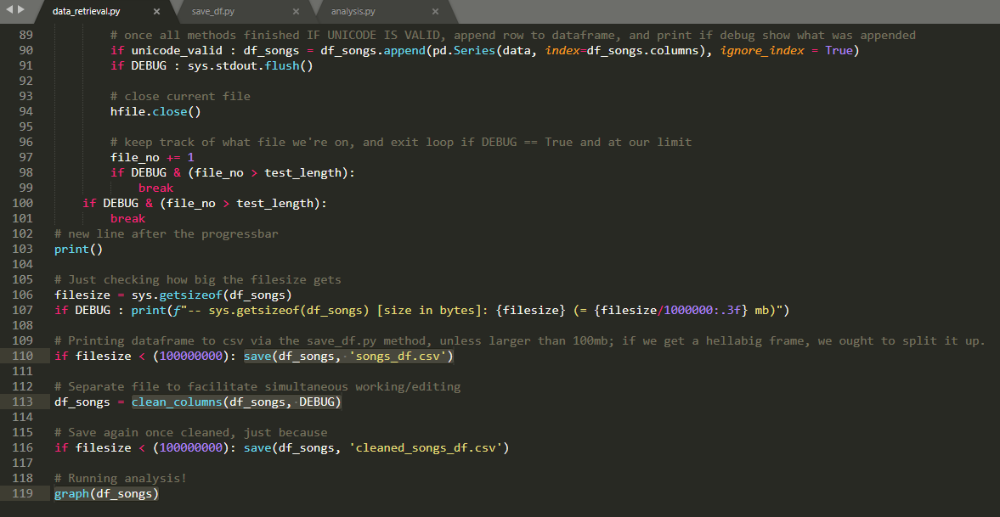 data_retrieval.py × save_df.py × analysis.py ×
89 # once all methods finished IF UNICODE IS VALID, append row to dataframe, and print if debug show what was appended
90 if unicode_valid : df_songs = df_songs.append(pd.Series(data, index=df_songs.columns), ignore_index = True)
91 if DEBUG : sys.stdout.flush()
92
93 # close current file
94 hfile.close()
95
96 # keep track of what file we're on, and exit loop if DEBUG == True and at our limit
97 file_no += 1
98 if DEBUG & (file_no > test_length):
99 break
100 if DEBUG & (file_no > test_length):
101 break
102 # new line after the progressbar
103 print()
104
105 # Just checking how big the filesize gets
106 filesize = sys.getsizeof(df_songs)
107 if DEBUG : print(f"-- sys.getsizeof(df_songs) [size in bytes]: {filesize} (= {filesize/1000000:.3f} mb)")
108
109 # Printing dataframe to csv via the save_df.py method, unless larger than 100mb; if we get a hellabig frame, we ought to split it up.
110 if filesize < (100000000): save(df_songs, 'songs_df.csv')
111
112 # Separate file to facilitate simultaneous working/editing
113 df_songs = clean_columns(df_songs, DEBUG)
114
115 # Save again once cleaned, just because
116 if filesize < (100000000): save(df_songs, 'cleaned_songs_df.csv')
117
118 # Running analysis!
119 graph(df_songs)